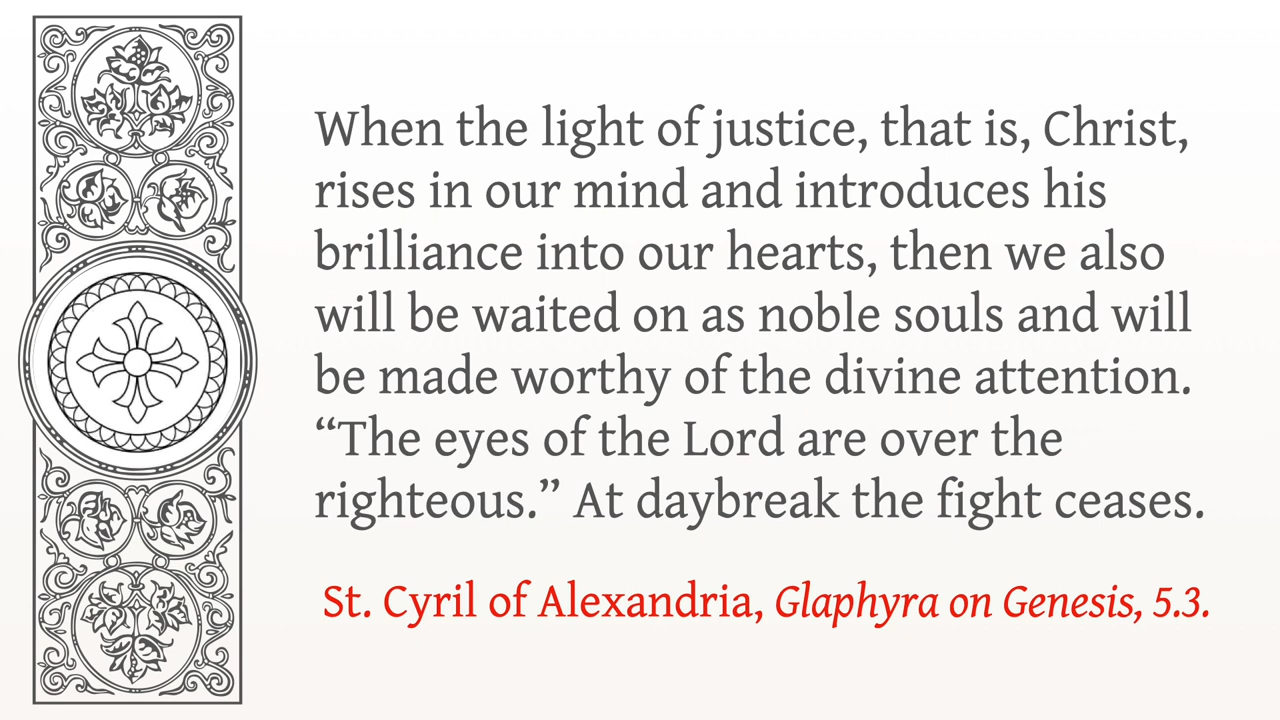 When the light of justice, that is, Christ,
rises in our mind and introduces his
brilliance into our hearts, then we also
will be waited on as noble souls and will
be made worthy of the divine attention.
“The eyes of the Lord are over the
righteous.” At daybreak the fight ceases.
St. Cyril of Alexandria, Glaphyra on Genesis, 5.3.